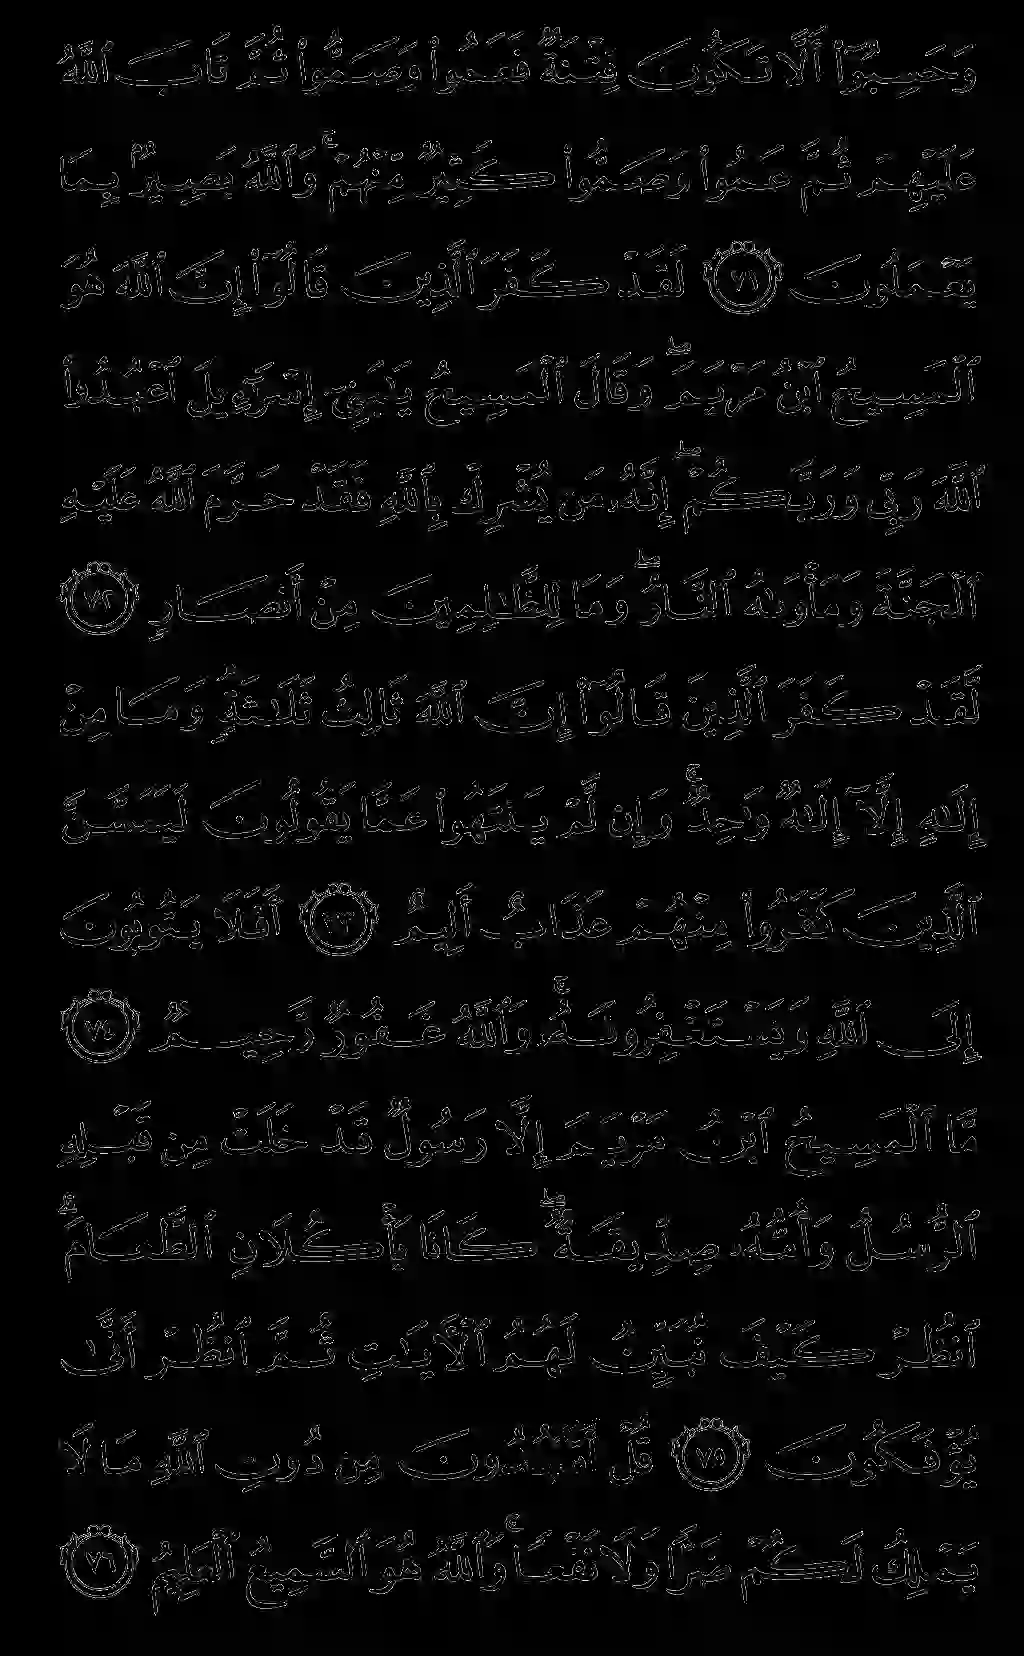 وَحَسِبُوٓا۟ أَلَّا تَكُونَ فِتْنَةٌ فَعَمُوا۟ وَصَمُّوا۟ ثُمَّ تَابَ ٱللَّهُ
عَلَيْهِمْ ثُمَّ عَمُوا۟ وَصَمُّوا۟ كَثِيرٌ مِّنْهُمْ ۚ وَٱللَّهُ بَصِيرٌۢ بِمَا
يَعْمَلُونَ ٧١ لَقَدْ كَفَرَ ٱلَّذِينَ قَالُوٓا۟ إِنَّ ٱللَّهَ هُوَ
ٱلْمَسِيحُ ٱبْنُ مَرْيَمَ ۖ وَقَالَ ٱلْمَسِيحُ يَٰبَنِىٓ إِسْرَٰٓءِيلَ ٱعْبُدُوا۟
ٱللَّهَ رَبِّى وَرَبَّكُمْ ۖ إِنَّهُۥ مَن يُشْرِكْ بِٱللَّهِ فَقَدْ حَرَّمَ ٱللَّهُ عَلَيْهِ
ٱلْجَنَّةَ وَمَأْوَىٰهُ ٱلنَّارُ ۖ وَمَا لِلظَّٰلِمِينَ مِنْ أَنصَارٍ ٧٢
لَّقَدْ كَفَرَ ٱلَّذِينَ قَالُوٓا۟ إِنَّ ٱللَّهَ ثَالِثُ ثَلَٰثَةٍ ۘ وَمَا مِنْ
إِلَٰهٍ إِلَّآ إِلَٰهٌ وَٰحِدٌ ۚ وَإِن لَّمْ يَنتَهُوا۟ عَمَّا يَقُولُونَ لَيَمَسَّنَّ
ٱلَّذِينَ كَفَرُوا۟ مِنْهُمْ عَذَابٌ أَلِيمٌ ٧٣ أَفَلَا يَتُوبُونَ
إِلَى ٱللَّهِ وَيَسْتَغْفِرُونَهُۥ ۚ وَٱللَّهُ غَفُورٌ رَّحِيمٌ ٧٤
مَّا ٱلْمَسِيحُ ٱبْنُ مَرْيَمَ إِلَّا رَسُولٌ قَدْ خَلَتْ مِن قَبْلِهِ
ٱلرُّسُلُ وَأُمُّهُۥ صِدِّيقَةٌ ۖ كَانَا يَأْكُلَانِ ٱلطَّعَامَ ۗ
ٱنظُرْ كَيْفَ نُبَيِّنُ لَهُمُ ٱلْءَايَٰتِ ثُمَّ ٱنظُرْ أَنَّىٰ
يُؤْفَكُونَ ٧٥ قُلْ أَتَعْبُدُونَ مِن دُونِ ٱللَّهِ مَا لَا
يَمْلِكُ لَكُمْ ضَرًّا وَلَا نَفْعًا ۚ وَٱللَّهُ هُوَ ٱلسَّمِيعُ ٱلْعَلِيمُ ٧٦